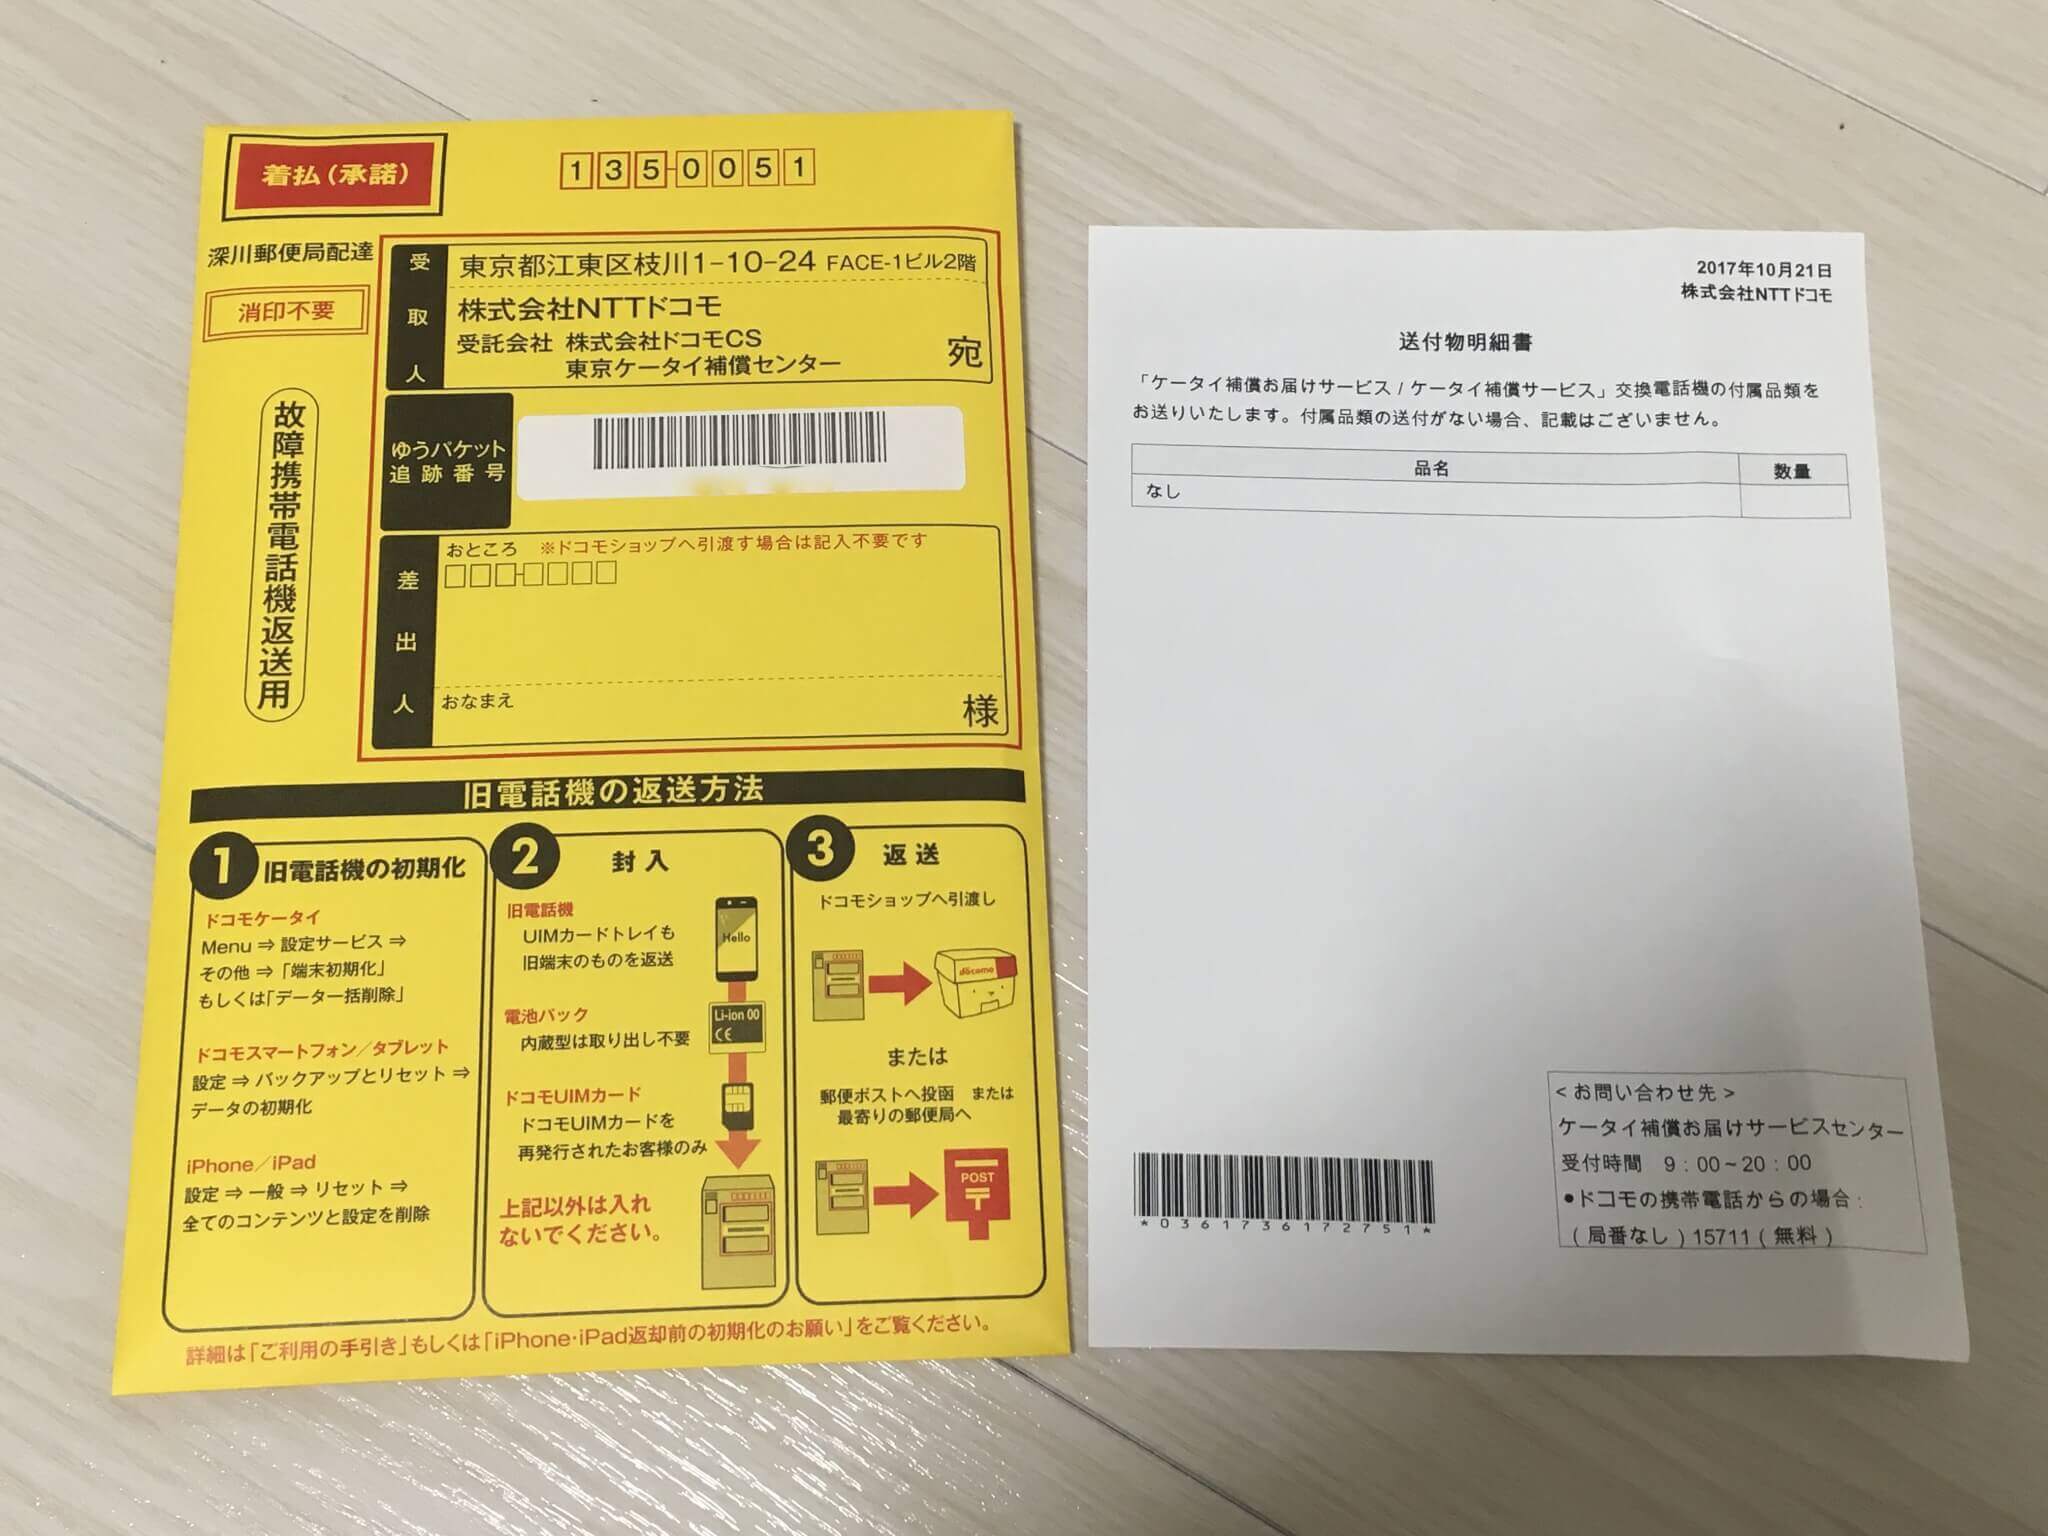 着払(承諾)
135-0051
深川郵便局配達
消印不要
故障携帯電話機返送用
受取人
東京都江東区枝川1-10-24 FACE-1ビル2階
株式会社NTTドコモ
受託会社 株式会社ドコモCS
東京ケータイ補償センター
宛
ゆうパケット
追跡番号
差出人
おところ ※ドコモショップへ引渡す場合は記入不要です
おなまえ
様
旧電話機の返送方法
1 旧電話機の初期化
ドコモケータイ
Menu ⇒ 設定サービス ⇒
その他 ⇒「端末初期化」
もしくは「データ一括削除」
ドコモスマートフォン/タブレット
設定 ⇒ バックアップとリセット ⇒
データの初期化
iPhone/iPad
設定 ⇒ 一般 ⇒ リセット ⇒
全てのコンテンツと設定を削除
2 封入
旧電話機
UIMカードトレイも
旧端末のものを返送
Hello
電池パック
内蔵型は取り出し不要
Li-ion 00
CE
ドコモUIMカード
ドコモUIMカードを
再発行されたお客様のみ
上記以外は入れ
ないでください。
3 返送
ドコモショップへ引渡し
docomo
または
郵便ポストへ投函 または
最寄りの郵便局へ
POST
〒
詳細は「ご利用の手引き」もしくは「iPhone・iPad返却前の初期化のお願い」をご覧ください。
2017年10月21日
株式会社NTTドコモ
送付物明細書
「ケータイ補償お届けサービス / ケータイ補償サービス」交換電話機の付属品類を
お送りいたします。付属品類の送付がない場合、記載はございません。
品名 数量
なし
*0361736172751*
<お問い合わせ先>
ケータイ補償お届けサービスセンター
受付時間 9:00~20:00
●ドコモの携帯電話からの場合:
(局番なし)15711(無料)